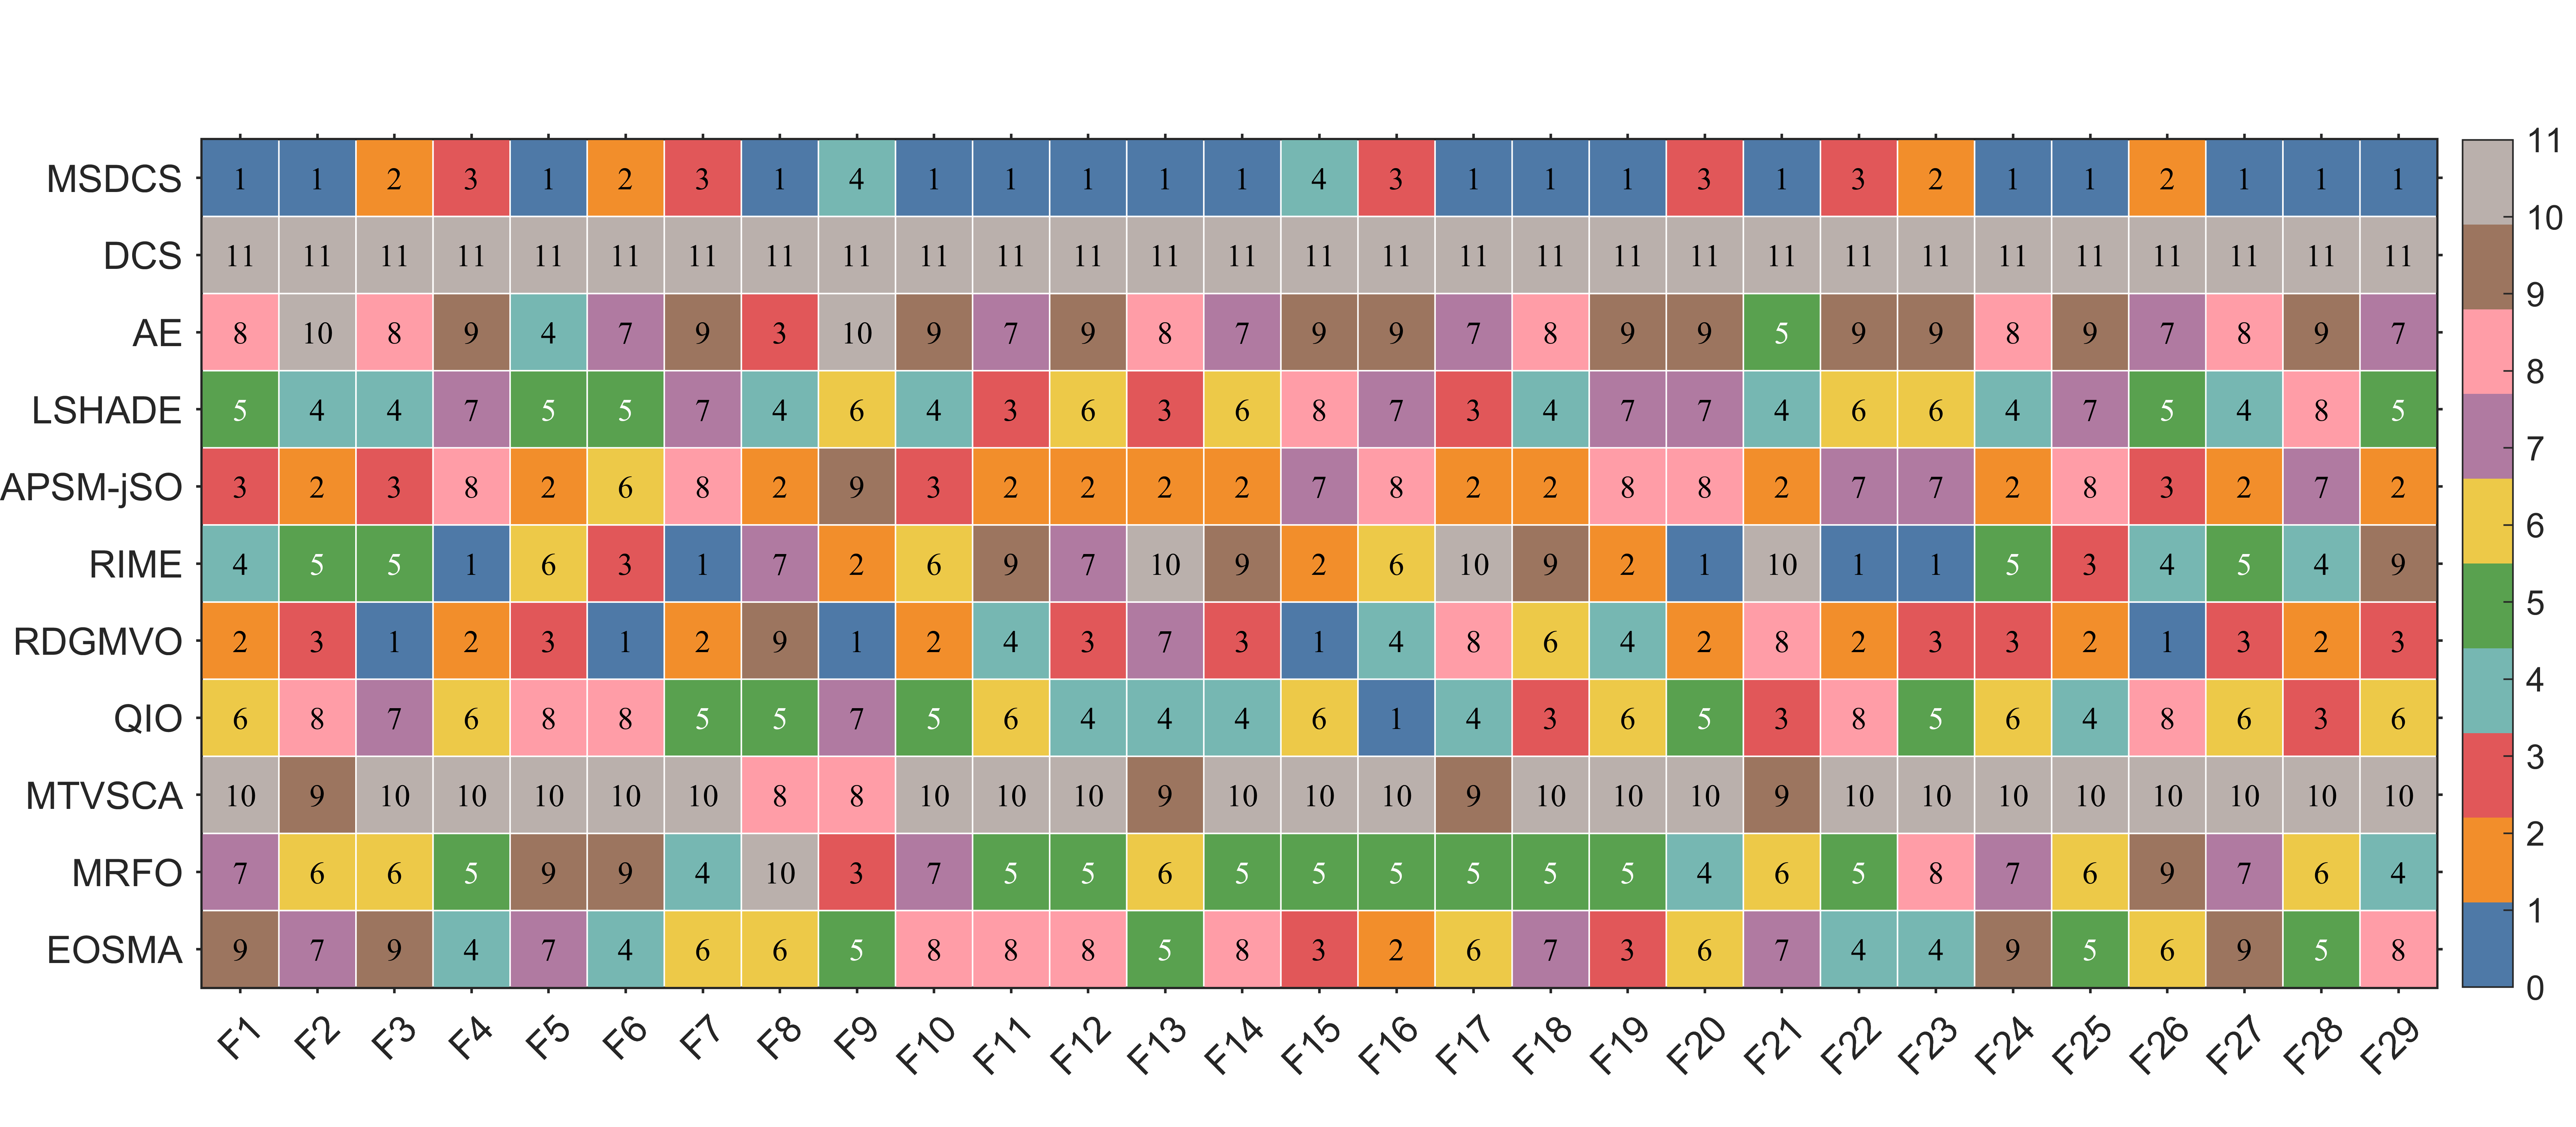 MSDCS 1 1 2 3 1 2 3 1 4 1 1 1 1 1 4 3 1 1 1 3 1 3 2 1 1 2 1 1 1
DCS 11 11 11 11 11 11 11 11 11 11 11 11 11 11 11 11 11 11 11 11 11 11 11 11 11 11 11 11 11
AE 8 10 8 9 4 7 9 3 10 9 7 9 8 7 9 9 7 8 9 9 5 9 9 8 9 7 8 9 7
LSHADE 5 4 4 7 5 5 7 4 6 4 3 6 3 6 8 7 3 4 7 7 4 6 6 4 7 5 4 8 5
APSM-jSO 3 2 3 8 2 6 8 2 9 3 2 2 2 2 7 8 2 2 8 8 2 7 7 2 8 3 2 7 2
RIME 4 5 5 1 6 3 1 7 2 6 9 7 10 9 2 6 10 9 2 1 10 1 1 5 3 4 5 4 9
RDGMVO 2 3 1 2 3 1 2 9 1 2 4 3 7 3 1 4 8 6 4 2 8 2 3 3 2 1 3 2 3
QIO 6 8 7 6 8 8 5 5 7 5 6 4 4 4 6 1 4 3 6 5 3 8 5 6 4 8 6 3 6
MTVSCA 10 9 10 10 10 10 10 8 8 10 10 10 9 10 10 10 9 10 10 10 9 10 10 10 10 10 10 10 10
MRFO 7 6 6 5 9 9 4 10 3 7 5 5 6 5 5 5 5 5 5 4 6 5 8 7 6 9 7 6 4
EOSMA 9 7 9 4 7 4 6 6 5 8 8 8 5 8 3 2 6 7 3 6 7 4 4 9 5 6 9 5 8
F1 F2 F3 F4 F5 F6 F7 F8 F9 F10 F11 F12 F13 F14 F15 F16 F17 F18 F19 F20 F21 F22 F23 F24 F25 F26 F27 F28 F29
11
10
9
8
7
6
5
4
3
2
1
0